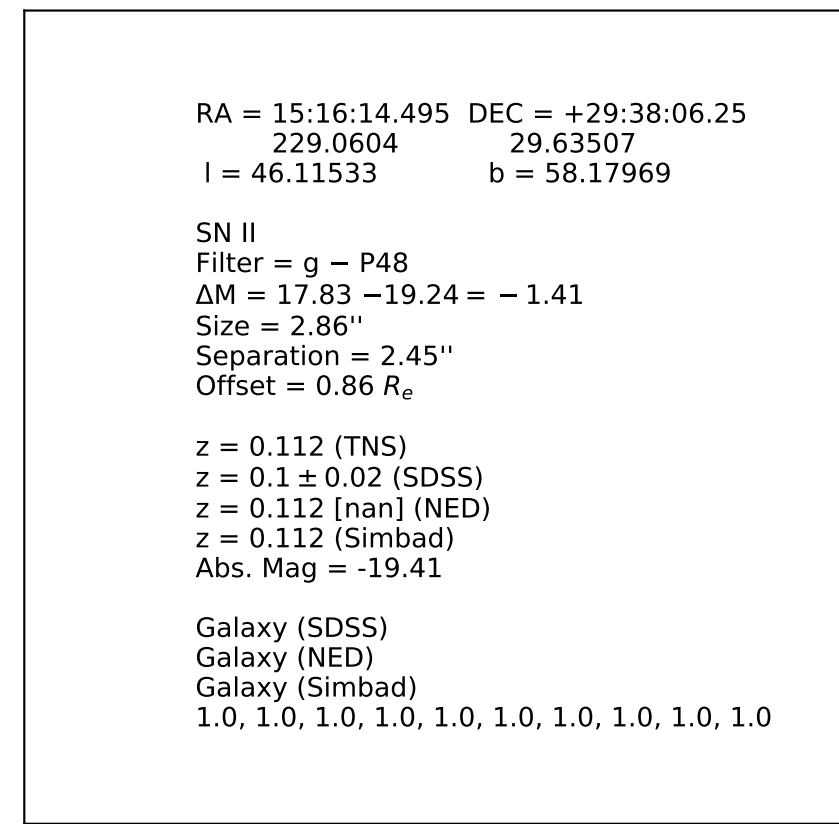 RA = 15:16:14.495  DEC = +29:38:06.25
229.0604  29.63507
l = 46.11533  b = 58.17969
SN II
Filter = g − P48
ΔM = 17.83 −19.24 = − 1.41
Size = 2.86''
Separation = 2.45''
Offset = 0.86 Re
z = 0.112 (TNS)
z = 0.1 ± 0.02 (SDSS)
z = 0.112 [nan] (NED)
z = 0.112 (Simbad)
Abs. Mag = -19.41
Galaxy (SDSS)
Galaxy (NED)
Galaxy (Simbad)
1.0, 1.0, 1.0, 1.0, 1.0, 1.0, 1.0, 1.0, 1.0, 1.0